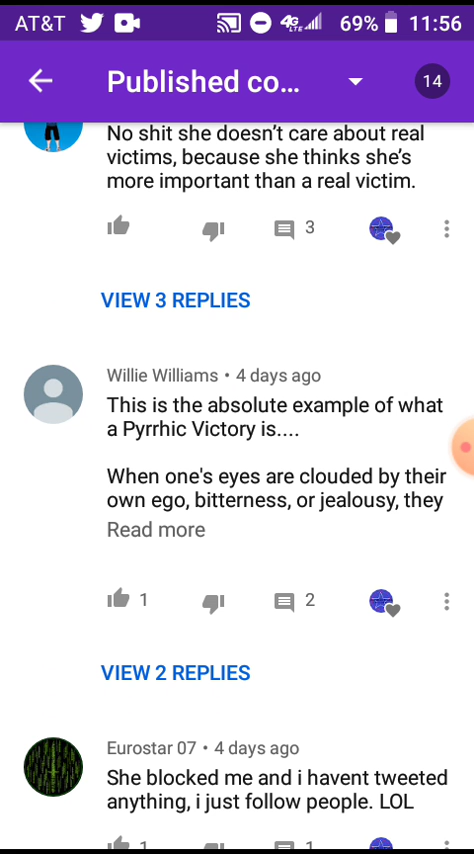 AT&T 4G LTE 69% 11:56
Published co... 14
No shit she doesn't care about real
victims, because she thinks she's
more important than a real victim.
3
VIEW 3 REPLIES
Willie Williams • 4 days ago
This is the absolute example of what
a Pyrrhic Victory is....
When one's eyes are clouded by their
own ego, bitterness, or jealousy, they
Read more
1 2
VIEW 2 REPLIES
Eurostar 07 • 4 days ago
She blocked me and i havent tweeted
anything, i just follow people. LOL
1 1